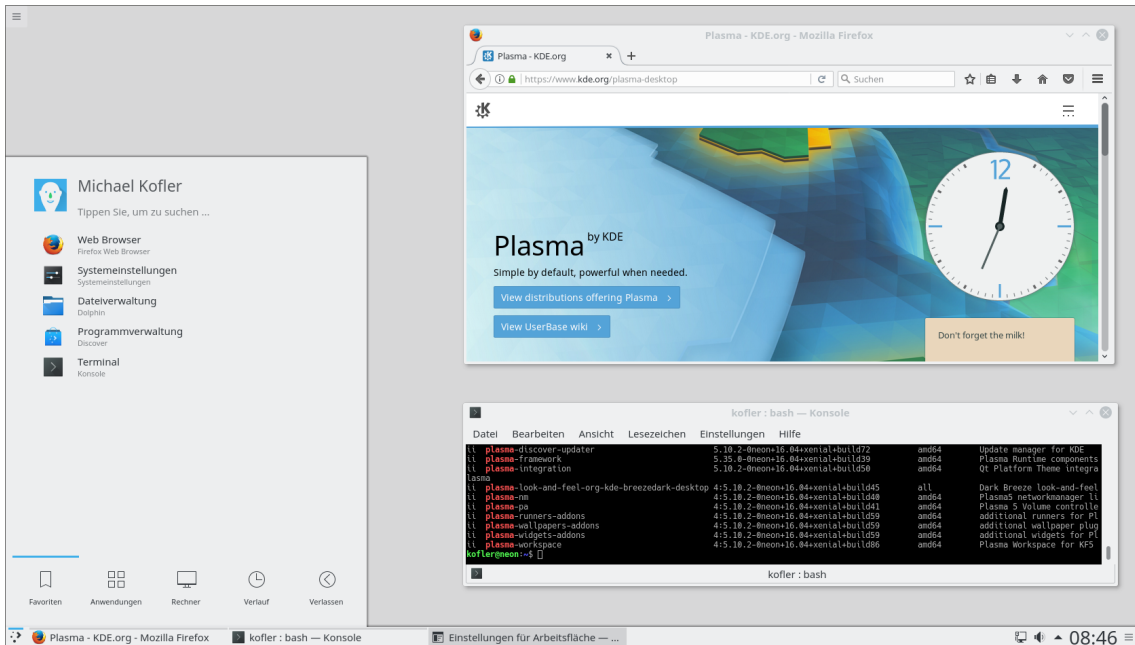 Plasma - KDE.org - Mozilla Firefox
Plasma - KDE.org
https://www.kde.org/plasma-desktop
Suchen
12
Plasma by KDE
Simple by default, powerful when needed.
View distributions offering Plasma >
View UserBase wiki >
Don't forget the milk!
Michael Kofler
Tippen Sie, um zu suchen ...
Web Browser
Firefox Web Browser
Systemeinstellungen
Systemeinstellungen
Dateiverwaltung
Dolphin
Programmverwaltung
Discover
Terminal
Konsole
Favoriten Anwendungen Rechner Verlauf Verlassen
kofler : bash — Konsole
Datei Bearbeiten Ansicht Lesezeichen Einstellungen Hilfe
ii plasma-discover-updater 5.10.2-0neon+16.04+xenial+build72 amd64 Update manager for KDE
ii plasma-framework 5.35.0-0neon+16.04+xenial+build39 amd64 Plasma Runtime components
ii plasma-integration 5.10.2-0neon+16.04+xenial+build50 amd64 Qt Platform Theme integra
lasma
ii plasma-look-and-feel-org-kde-breezedark-desktop 4:5.10.2-0neon+16.04+xenial+build45 all Dark Breeze look-and-feel
ii plasma-nm 4:5.10.2-0neon+16.04+xenial+build40 amd64 Plasma5 networkmanager li
ii plasma-pa 4:5.10.2-0neon+16.04+xenial+build41 amd64 Plasma 5 Volume controlle
ii plasma-runners-addons 4:5.10.2-0neon+16.04+xenial+build59 amd64 additional runners for Pl
ii plasma-wallpapers-addons 4:5.10.2-0neon+16.04+xenial+build59 amd64 additional wallpaper plug
ii plasma-widgets-addons 4:5.10.2-0neon+16.04+xenial+build59 amd64 additional widgets for Pl
ii plasma-workspace 4:5.10.2-0neon+16.04+xenial+build86 amd64 Plasma Workspace for KF5
kofler@neon:~$
kofler : bash
Plasma - KDE.org - Mozilla Firefox kofler : bash — Konsole Einstellungen für Arbeitsfläche — ... 08:46